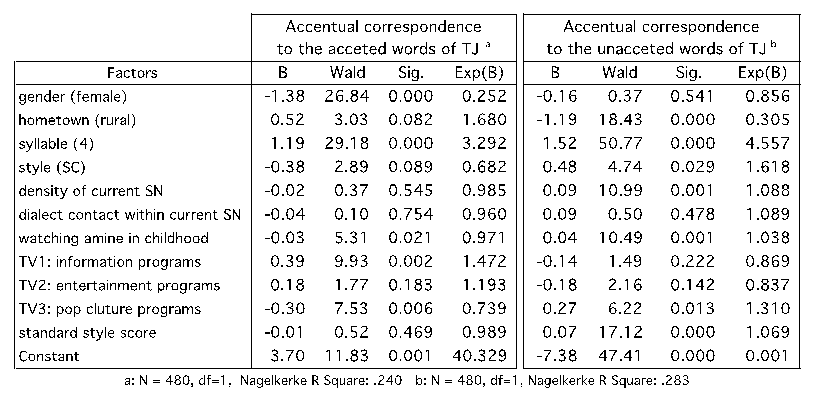 Accentual correspondence Accentual correspondence
to the acceted words of TJ a to the unacceted words of TJ b
Factors B Wald Sig. Exp(B) B Wald Sig. Exp(B)
gender (female) -1.38 26.84 0.000 0.252 -0.16 0.37 0.541 0.856
hometown (rural) 0.52 3.03 0.082 1.680 -1.19 18.43 0.000 0.305
syllable (4) 1.19 29.18 0.000 3.292 1.52 50.77 0.000 4.557
style (SC) -0.38 2.89 0.089 0.682 0.48 4.74 0.029 1.618
density of current SN -0.02 0.37 0.545 0.985 0.09 10.99 0.001 1.088
dialect contact within current SN -0.04 0.10 0.754 0.960 0.09 0.50 0.478 1.089
watching amine in childhood -0.03 5.31 0.021 0.971 0.04 10.49 0.001 1.038
TV1: information programs 0.39 9.93 0.002 1.472 -0.14 1.49 0.222 0.869
TV2: entertainment programs 0.18 1.77 0.183 1.193 -0.18 2.16 0.142 0.837
TV3: pop cluture programs -0.30 7.53 0.006 0.739 0.27 6.22 0.013 1.310
standard style score -0.01 0.52 0.469 0.989 0.07 17.12 0.000 1.069
Constant 3.70 11.83 0.001 40.329 -7.38 47.41 0.000 0.001
a: N = 480, df=1, Nagelkerke R Square: .240 b: N = 480, df=1, Nagelkerke R Square: .283